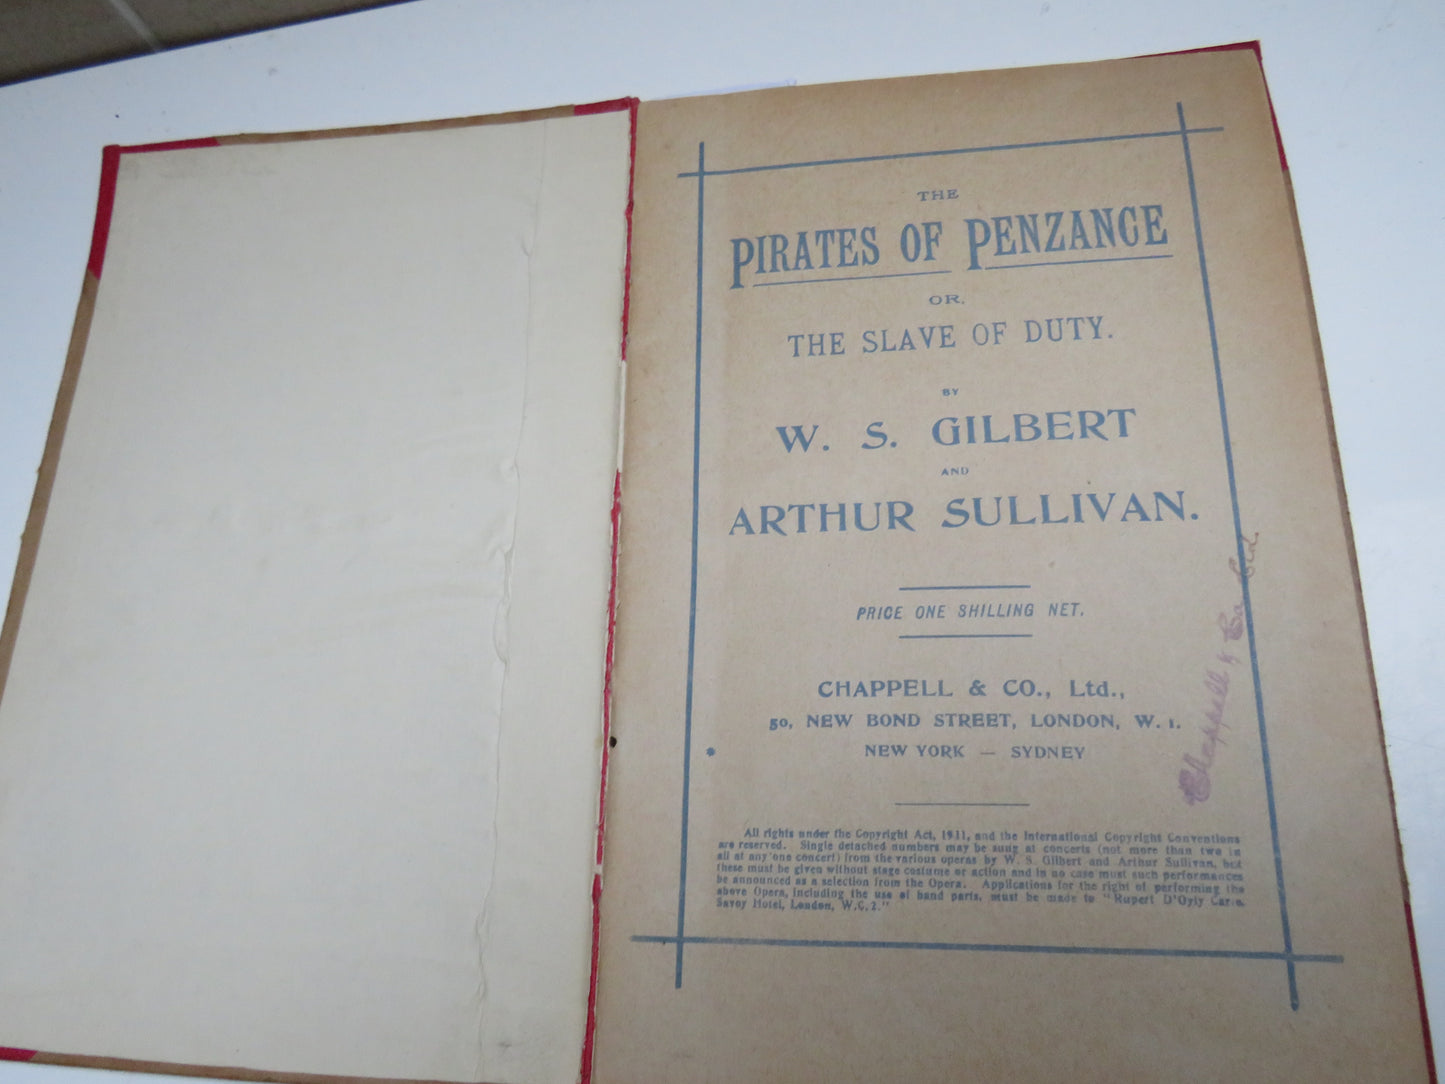 THE
PIRATES OF PENZANCE
OR,
THE SLAVE OF DUTY.
BY
W. S. GILBERT
AND
ARTHUR SULLIVAN.
PRICE ONE SHILLING NET.
CHAPPELL & CO., Ltd.,
50, NEW BOND STREET, LONDON, W. 1.
NEW YORK — SYDNEY
All rights under the Copyright Act, 1911, and the International Copyright Conventions
are reserved. Single detached numbers may be sung at concerts (not more than two in
all at any one concert) from the various operas by W. S. Gilbert and Arthur Sullivan, but
these must be given without stage costume or action and in no case must such performances
be announced as a selection from the Opera. Applications for the right of performing the
above Opera, including the use of band parts, must be made to "Rupert D'Oyly Carte,
Savoy Hotel, London, W.C.2."
Chappell & Co. Ltd.